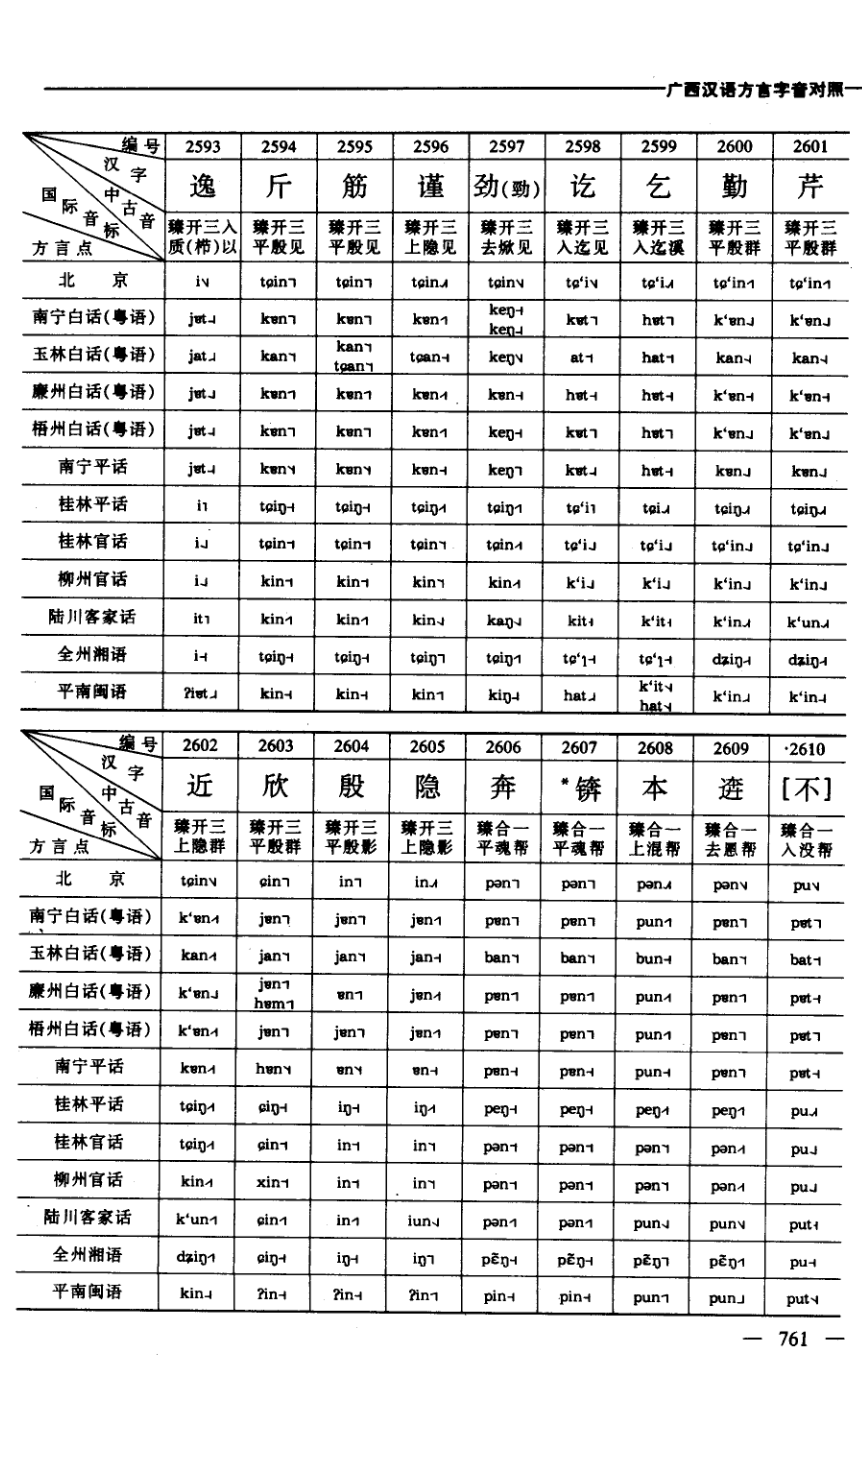 广西汉语方言字音对照
编号 2593 2594 2595 2596 2597 2598 2599 2600 2601
汉字 逸 斤 筋 谨 劲(勁) 讫 乞 勤 芹
国际音标 中古音 臻开三入 臻开三 臻开三 臻开三 臻开三 臻开三 臻开三 臻开三 臻开三
方言点 质(栉)以 平殷见 平殷见 上隐见 去焮见 入迄见 入迄溪 平殷群 平殷群
北京 i tɕin tɕin tɕin tɕin tɕ‘i tɕ‘i tɕ‘in tɕ‘in
南宁白话(粤语) jɐt kɐn kɐn kɐn keŋ keŋ kɐt hɐt k‘ɐn k‘ɐn
玉林白话(粤语) jat kan kan tɕan tɕan keŋ at hat kan kan
廉州白话(粤语) jɐt kɐn kɐn kɐn kɐn hɐt hɐt k‘ɐn k‘ɐn
梧州白话(粤语) jɐt kɐn kɐn kɐn keŋ kɐt hɐt k‘ɐn k‘ɐn
南宁平话 jɐt kɐn kɐn kɐn keŋ kɐt hɐt kɐn kɐn
桂林平话 i tɕiŋ tɕiŋ tɕiŋ tɕiŋ tɕ‘i tɕi tɕiŋ tɕiŋ
桂林官话 i tɕin tɕin tɕin tɕin tɕ‘i tɕ‘i tɕ‘in tɕ‘in
柳州官话 i kin kin kin kin k‘i k‘i k‘in k‘in
陆川客家话 it kin kin kin kaŋ kit k‘it k‘in k‘un
全州湘语 i tɕiŋ tɕiŋ tɕiŋ tɕiŋ tɕ‘ʅ tɕ‘ʅ dʑiŋ dʑiŋ
平南闽语 ʔiɐt kin kin kin kiŋ hat k‘it hat k‘in k‘in
编号 2602 2603 2604 2605 2606 2607 2608 2609 ·2610
汉字 近 欣 殷 隐 奔 *锛 本 逩 [不]
国际音标 中古音 臻开三 臻开三 臻开三 臻开三 臻合一 臻合一 臻合一 臻合一 臻合一
方言点 上隐群 平殷群 平殷影 上隐影 平魂帮 平魂帮 上混帮 去慁帮 入没帮
北京 tɕin ɕin in in pən pən pən pən pu
南宁白话(粤语) k‘ɐn jɐn jɐn jɐn pɐn pɐn pun pɐn pɐt
玉林白话(粤语) kan jan jan jan ban ban bun ban bat
廉州白话(粤语) k‘ɐn jɐn hɐm ɐn jɐn pɐn pɐn pun pɐn pɐt
梧州白话(粤语) k‘ɐn jɐn jɐn jɐn pɐn pɐn pun pɐn pɐt
南宁平话 kɐn hɐn ɐn ɐn pɐn pɐn pun pɐn pɐt
桂林平话 tɕiŋ ɕiŋ iŋ iŋ peŋ peŋ peŋ peŋ pu
桂林官话 tɕiŋ ɕin in in pən pən pən pən pu
柳州官话 kin xin in in pən pən pən pən pu
陆川客家话 k‘un ɕin in iun pən pən pun pun put
全州湘语 dʑiŋ ɕiŋ iŋ iŋ pɛ̃ŋ pɛ̃ŋ pɛ̃ŋ pɛ̃ŋ pu
平南闽语 kin ʔin ʔin ʔin pin pin pun pun put
— 761 —